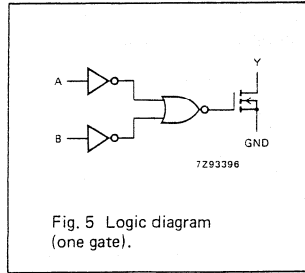 Y
A
B
GND
7Z93396
Fig. 5 Logic diagram
(one gate).